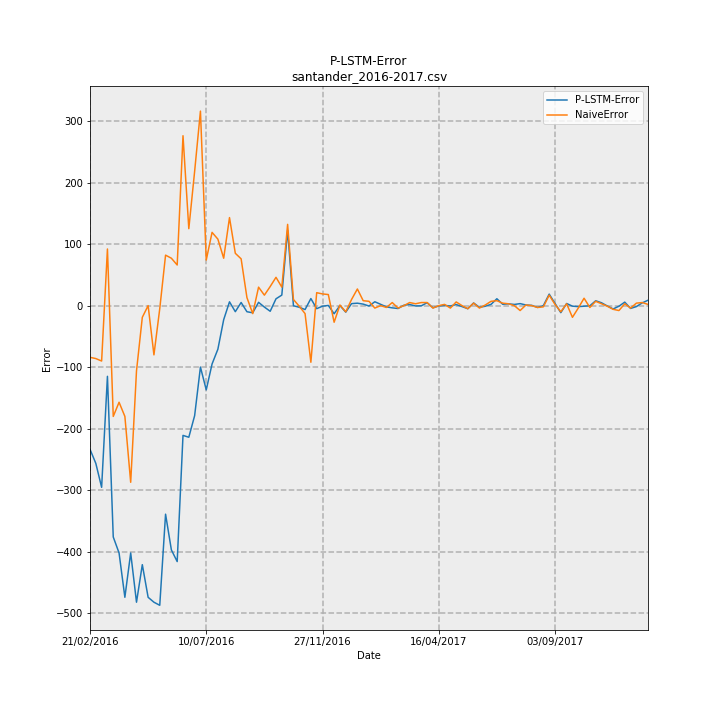 P-LSTM-Error
santander_2016-2017.csv
P-LSTM-Error
NaiveError
300
200
100
0
−100
−200
−300
−400
−500
Error
21/02/2016 10/07/2016 27/11/2016 16/04/2017 03/09/2017
Date